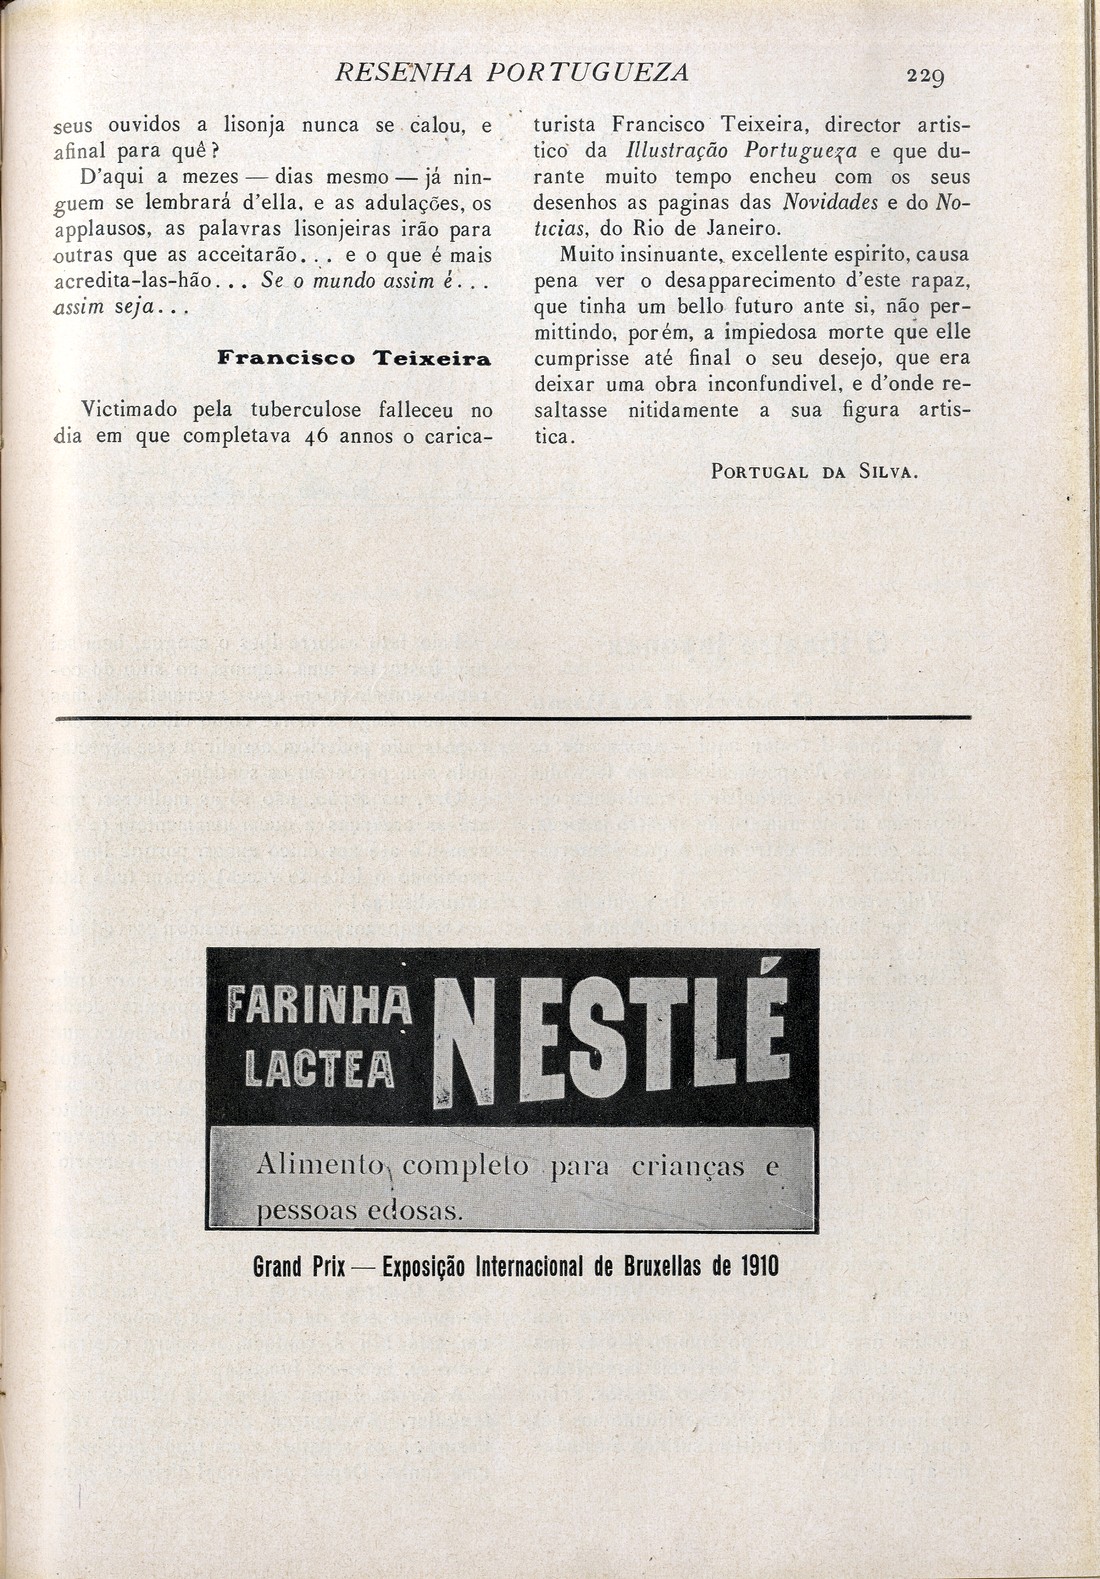 RESENHA PORTUGUEZA
229
seus ouvidos a lisonja nunca se calou, e
afinal para quê?
D'aqui a mezes — dias mesmo — já nin-
guem se lembrará d'ella, e as adulações, os
applausos, as palavras lisonjeiras irão para
outras que as acceitarão... e o que é mais
acredita-las-hão... Se o mundo assim é...
assim seja...
Francisco Teixeira
Victimado pela tuberculose falleceu no
dia em que completava 46 annos o carica-
turista Francisco Teixeira, director artis-
tico da Illustração Portugueza e que du-
rante muito tempo encheu com os seus
desenhos as paginas das Novidades e do No-
ticias, do Rio de Janeiro.
Muito insinuante, excellente espirito, causa
pena ver o desapparecimento d'este rapaz,
que tinha um bello futuro ante si, não per-
mittindo, porém, a impiedosa morte que elle
cumprisse até final o seu desejo, que era
deixar uma obra inconfundivel, e d'onde re-
saltasse nitidamente a sua figura artis-
tica.
PORTUGAL DA SILVA.
FARINHA
LACTEA
NESTLÉ
Alimento completo para crianças e
pessoas edosas.
Grand Prix — Exposição Internacional de Bruxellas de 1910